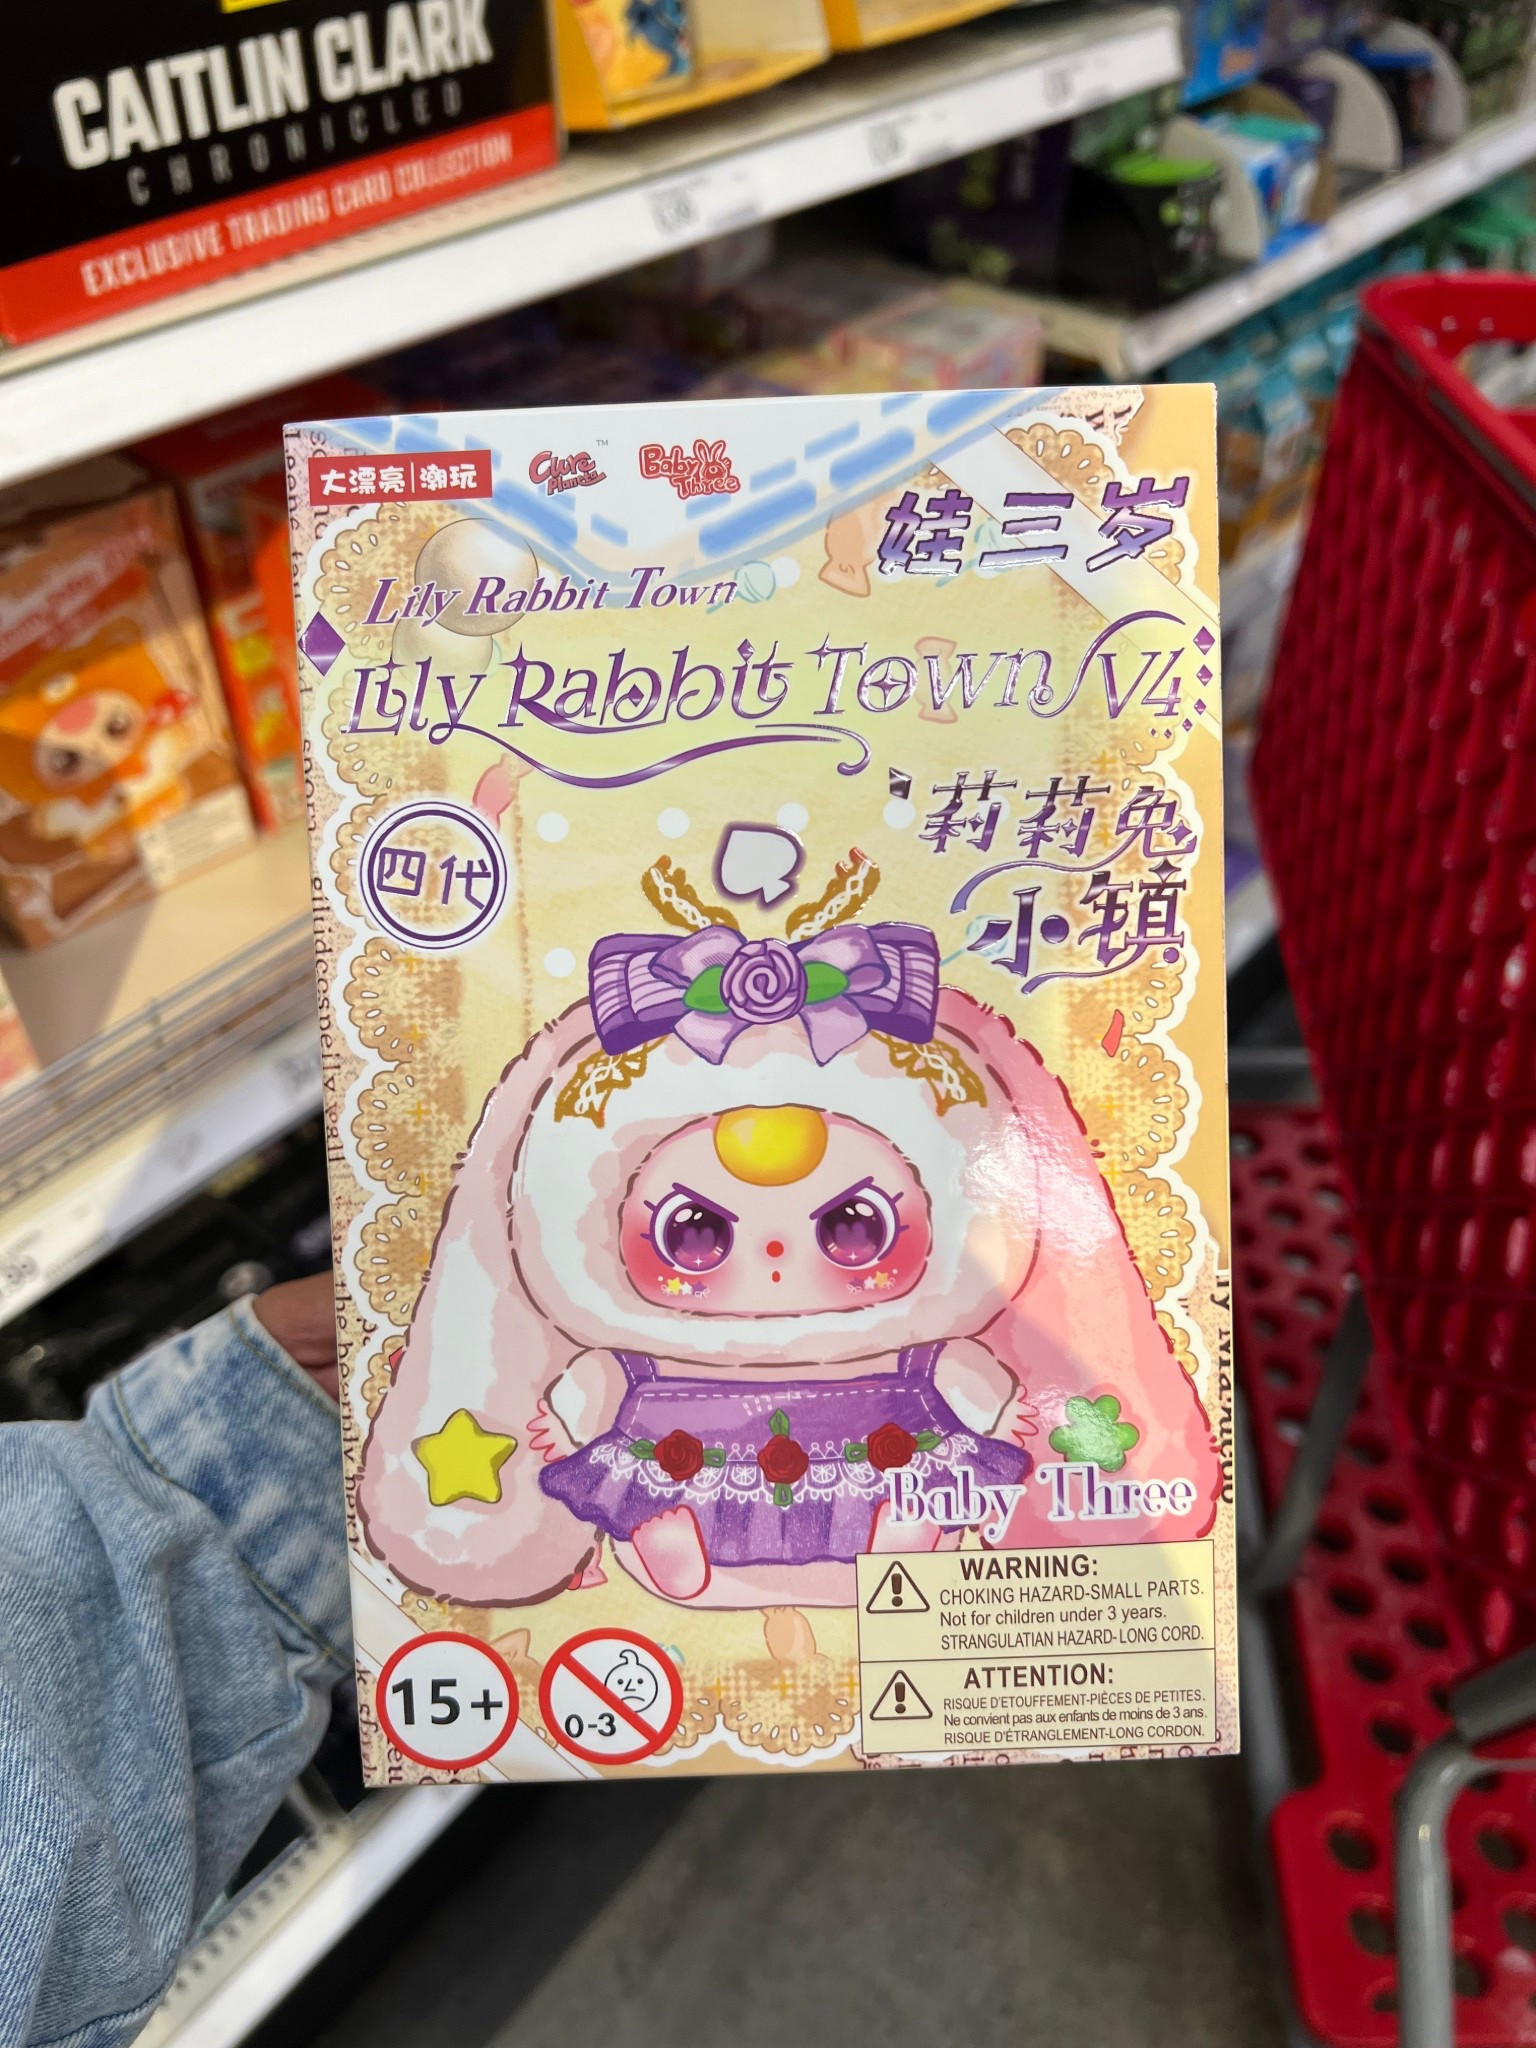 CAITLIN CLARK
CHRONICLED
EXCLUSIVE TRADING CARD COLLECTION
大漂亮|潮玩
Cure Planets™
Baby Three
娃三岁
Lily Rabbit Town
Lily Rabbit Town V4
莉莉兔
小镇
四代
Baby Three
WARNING:
CHOKING HAZARD-SMALL PARTS.
Not for children under 3 years.
STRANGULATIAN HAZARD-LONG CORD.
ATTENTION:
RISQUE D'ETOUFFEMENT-PIÈCES DE PETITES.
Ne convient pas aux enfants de moins de 3 ans.
RISQUE D'ÉTRANGLEMENT-LONG CORDON.
15+
0-3